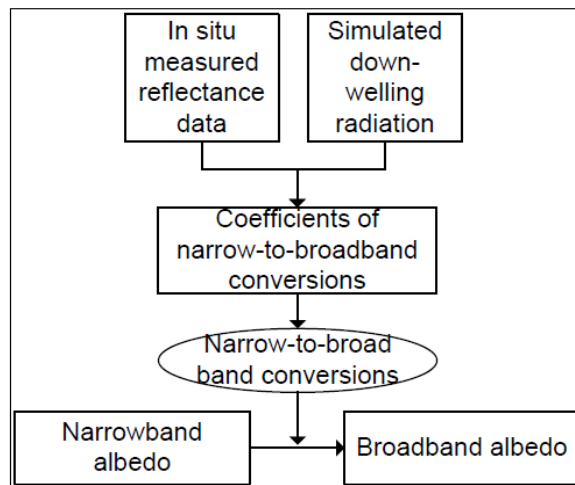 In situ
measured
reflectance
data
Simulated
down-
welling
radiation
Coefficients of
narrow-to-broadband
conversions
Narrow-to-broad
band conversions
Narrowband
albedo
Broadband albedo